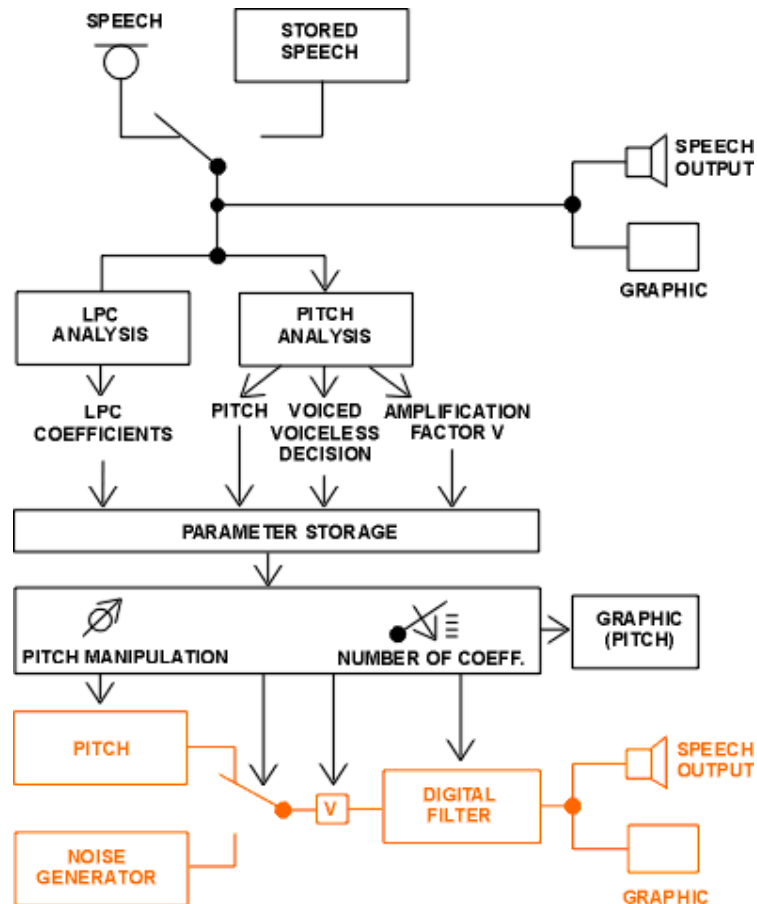 SPEECH
STORED
SPEECH
SPEECH
OUTPUT
GRAPHIC
LPC
ANALYSIS
PITCH
ANALYSIS
LPC
COEFFICIENTS
PITCH
VOICED
VOICELESS
DECISION
AMPLIFICATION
FACTOR V
PARAMETER STORAGE
PITCH MANIPULATION
NUMBER OF COEFF.
GRAPHIC
(PITCH)
PITCH
V
DIGITAL
FILTER
SPEECH
OUTPUT
NOISE
GENERATOR
GRAPHIC